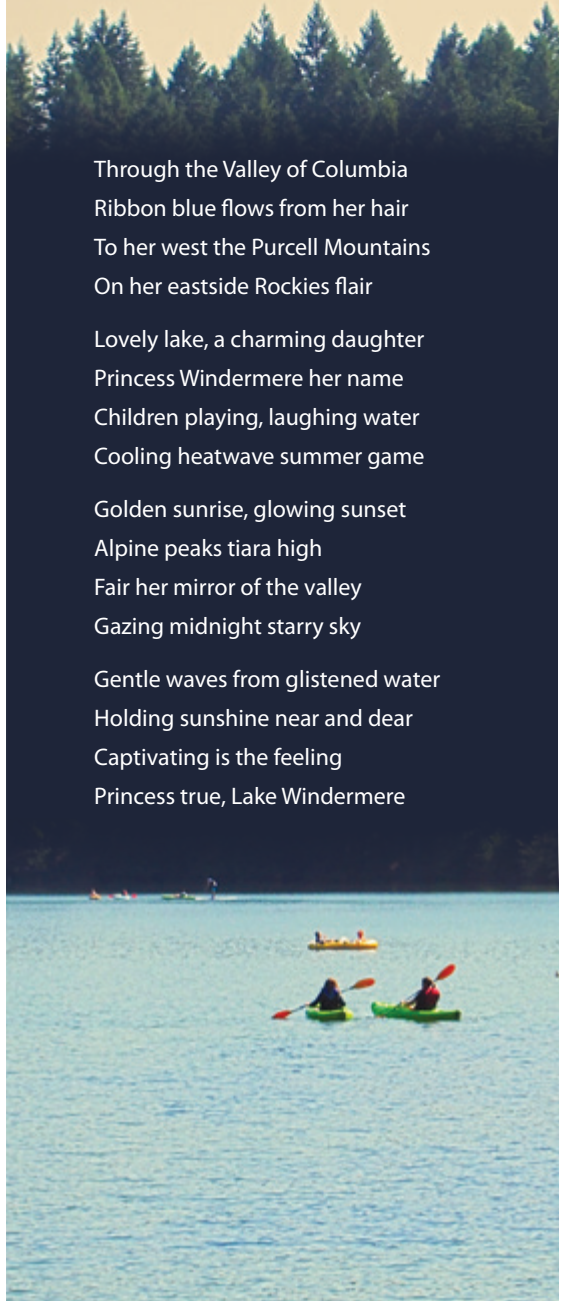 Through the Valley of Columbia
Ribbon blue flows from her hair
To her west the Purcell Mountains
On her eastside Rockies flair
Lovely lake, a charming daughter
Princess Windermere her name
Children playing, laughing water
Cooling heatwave summer game
Golden sunrise, glowing sunset
Alpine peaks tiara high
Fair her mirror of the valley
Gazing midnight starry sky
Gentle waves from glistened water
Holding sunshine near and dear
Captivating is the feeling
Princess true, Lake Windermere